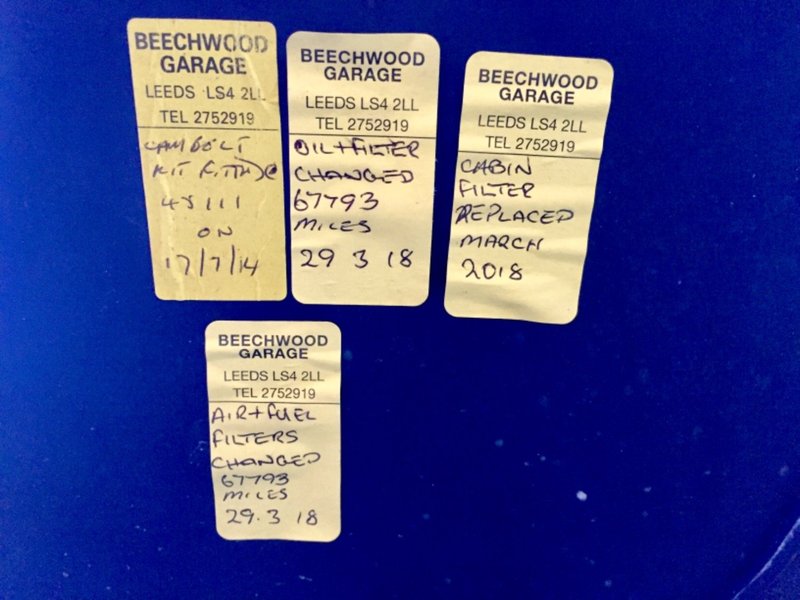 BEECHWOOD
GARAGE
LEEDS LS4 2LL
TEL 2752919
CAMBOLT
KIT FITTED @
45111
ON
17/7/14
BEECHWOOD
GARAGE
LEEDS LS4 2LL
TEL 2752919
OIL+FILTER
CHANGED
67793
MILES
29 3 18
BEECHWOOD
GARAGE
LEEDS LS4 2LL
TEL 2752919
CABIN
FILTER
REPLACED
MARCH
2018
BEECHWOOD
GARAGE
LEEDS LS4 2LL
TEL 2752919
AIR+FUEL
FILTERS
CHANGED
67793
MILES
29.3 18